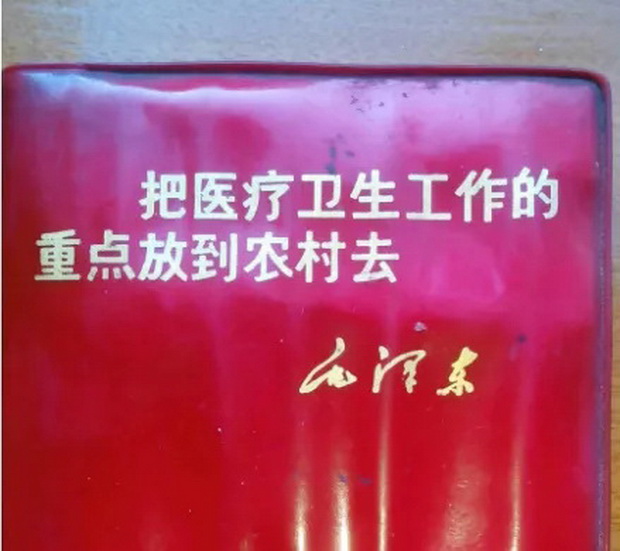 把医疗卫生工作的
重点放到农村去
毛泽东